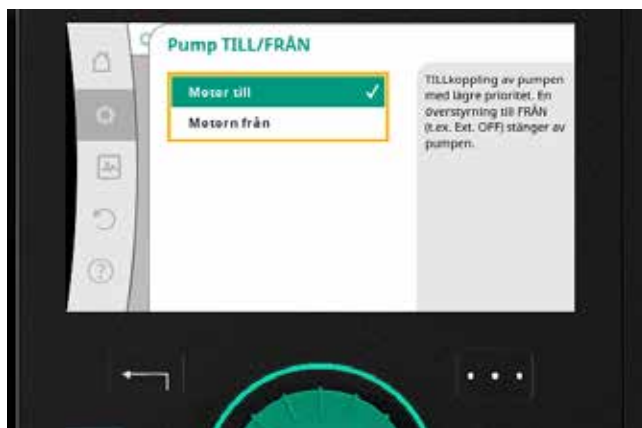 C
Pump TILL/FRÅN
Motor till
Motorn från
TILLkoppling av pumpen
med lägre prioritet. En
överstyrning till FRÅN
(t.ex. Ext. OFF) stänger av
pumpen.